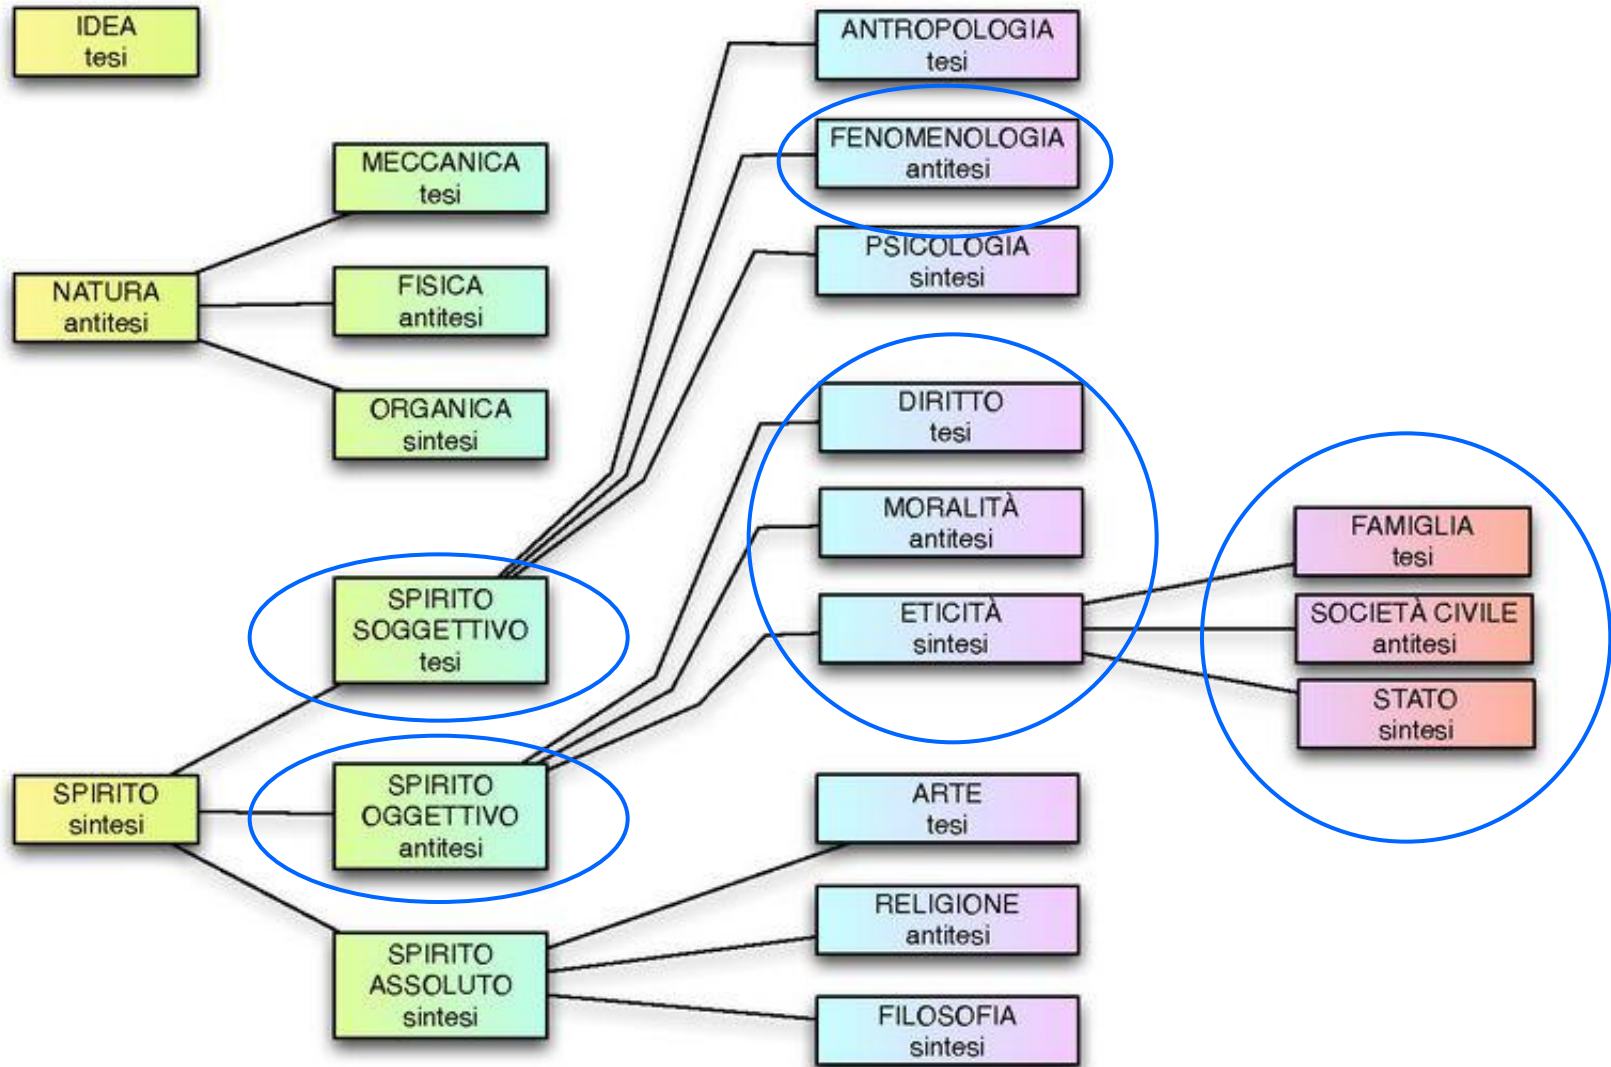 IDEA
tesi
NATURA
antitesi
MECCANICA
tesi
FISICA
antitesi
ORGANICA
sintesi
SPIRITO
sintesi
SPIRITO
SOGGETTIVO
tesi
SPIRITO
OGGETTIVO
antitesi
SPIRITO
ASSOLUTO
sintesi
ANTROPOLOGIA
tesi
FENOMENOLOGIA
antitesi
PSICOLOGIA
sintesi
DIRITTO
tesi
MORALITÀ
antitesi
ETICITÀ
sintesi
FAMIGLIA
tesi
SOCIETÀ CIVILE
antitesi
STATO
sintesi
ARTE
tesi
RELIGIONE
antitesi
FILOSOFIA
sintesi